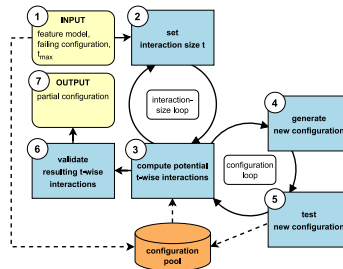 1
INPUT
feature model,
failing configuration,
tmax
2
set
interaction size t
7
OUTPUT
partial configuration
interaction-
size loop
4
generate
new configuration
6
validate
resulting t-wise
interactions
3
compute potential
t-wise interactions
configuration
loop
5
test
new configuration
configuration
pool